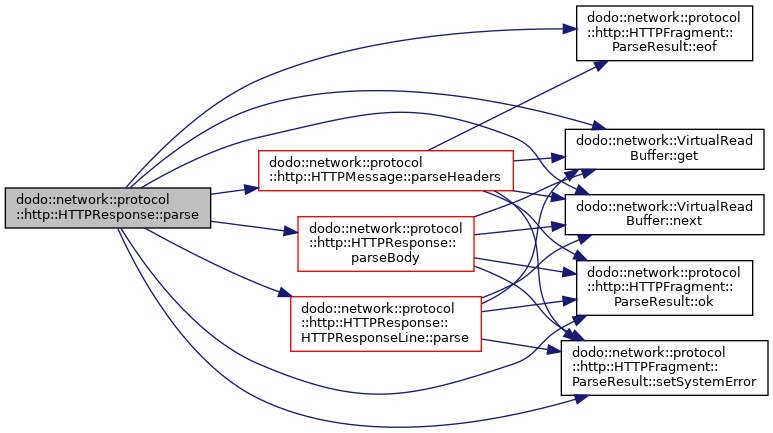 dodo::network::protocol
::http::HTTPResponse::parse
dodo::network::protocol
::http::HTTPMessage::parseHeaders
dodo::network::protocol
::http::HTTPResponse::
parseBody
dodo::network::protocol
::http::HTTPResponse::
HTTPResponseLine::parse
dodo::network::protocol
::http::HTTPFragment::
ParseResult::eof
dodo::network::VirtualRead
Buffer::get
dodo::network::VirtualRead
Buffer::next
dodo::network::protocol
::http::HTTPFragment::
ParseResult::ok
dodo::network::protocol
::http::HTTPFragment::
ParseResult::setSystemError